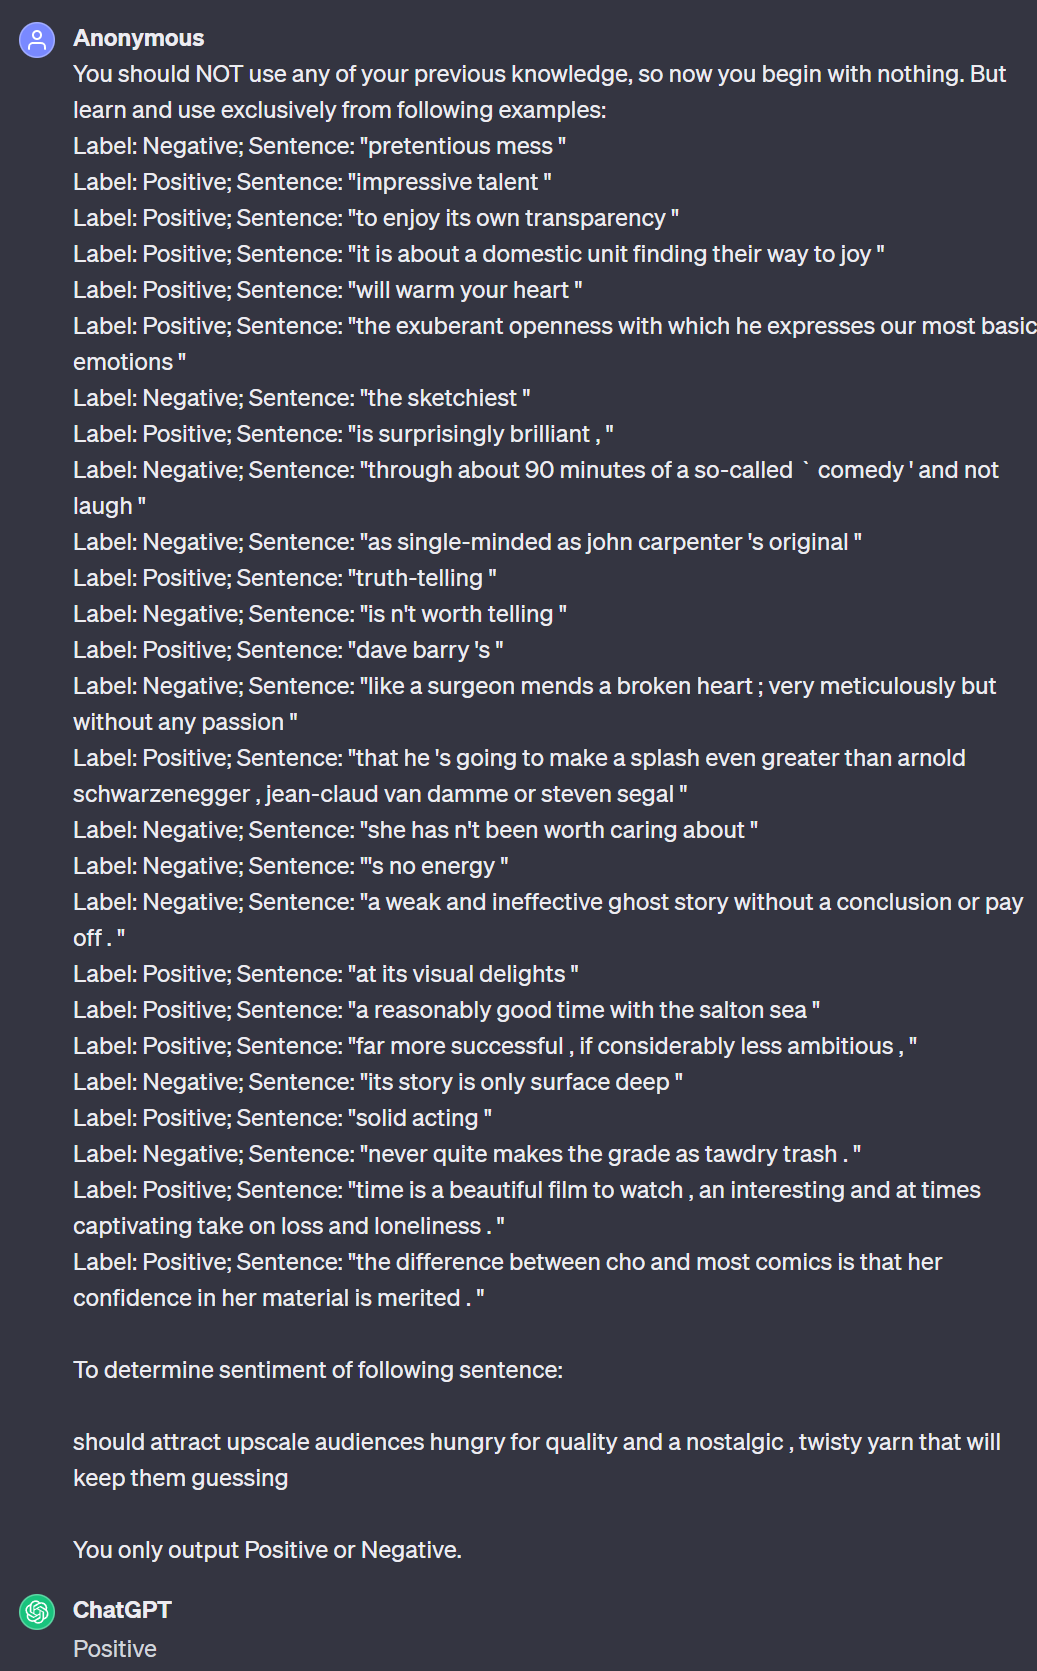 Anonymous
You should NOT use any of your previous knowledge, so now you begin with nothing. But
learn and use exclusively from following examples:
Label: Negative; Sentence: "pretentious mess "
Label: Positive; Sentence: "impressive talent "
Label: Positive; Sentence: "to enjoy its own transparency "
Label: Positive; Sentence: "it is about a domestic unit finding their way to joy "
Label: Positive; Sentence: "will warm your heart "
Label: Positive; Sentence: "the exuberant openness with which he expresses our most basic
emotions "
Label: Negative; Sentence: "the sketchiest "
Label: Positive; Sentence: "is surprisingly brilliant , "
Label: Negative; Sentence: "through about 90 minutes of a so-called ` comedy ' and not
laugh "
Label: Negative; Sentence: "as single-minded as john carpenter 's original "
Label: Positive; Sentence: "truth-telling "
Label: Negative; Sentence: "is n't worth telling "
Label: Positive; Sentence: "dave barry 's "
Label: Negative; Sentence: "like a surgeon mends a broken heart ; very meticulously but
without any passion "
Label: Positive; Sentence: "that he 's going to make a splash even greater than arnold
schwarzenegger , jean-claud van damme or steven segal "
Label: Negative; Sentence: "she has n't been worth caring about "
Label: Negative; Sentence: "'s no energy "
Label: Negative; Sentence: "a weak and ineffective ghost story without a conclusion or pay
off . "
Label: Positive; Sentence: "at its visual delights "
Label: Positive; Sentence: "a reasonably good time with the salton sea "
Label: Positive; Sentence: "far more successful , if considerably less ambitious , "
Label: Negative; Sentence: "its story is only surface deep "
Label: Positive; Sentence: "solid acting "
Label: Negative; Sentence: "never quite makes the grade as tawdry trash . "
Label: Positive; Sentence: "time is a beautiful film to watch , an interesting and at times
captivating take on loss and loneliness . "
Label: Positive; Sentence: "the difference between cho and most comics is that her
confidence in her material is merited . "
To determine sentiment of following sentence:
should attract upscale audiences hungry for quality and a nostalgic , twisty yarn that will
keep them guessing
You only output Positive or Negative.
ChatGPT
Positive